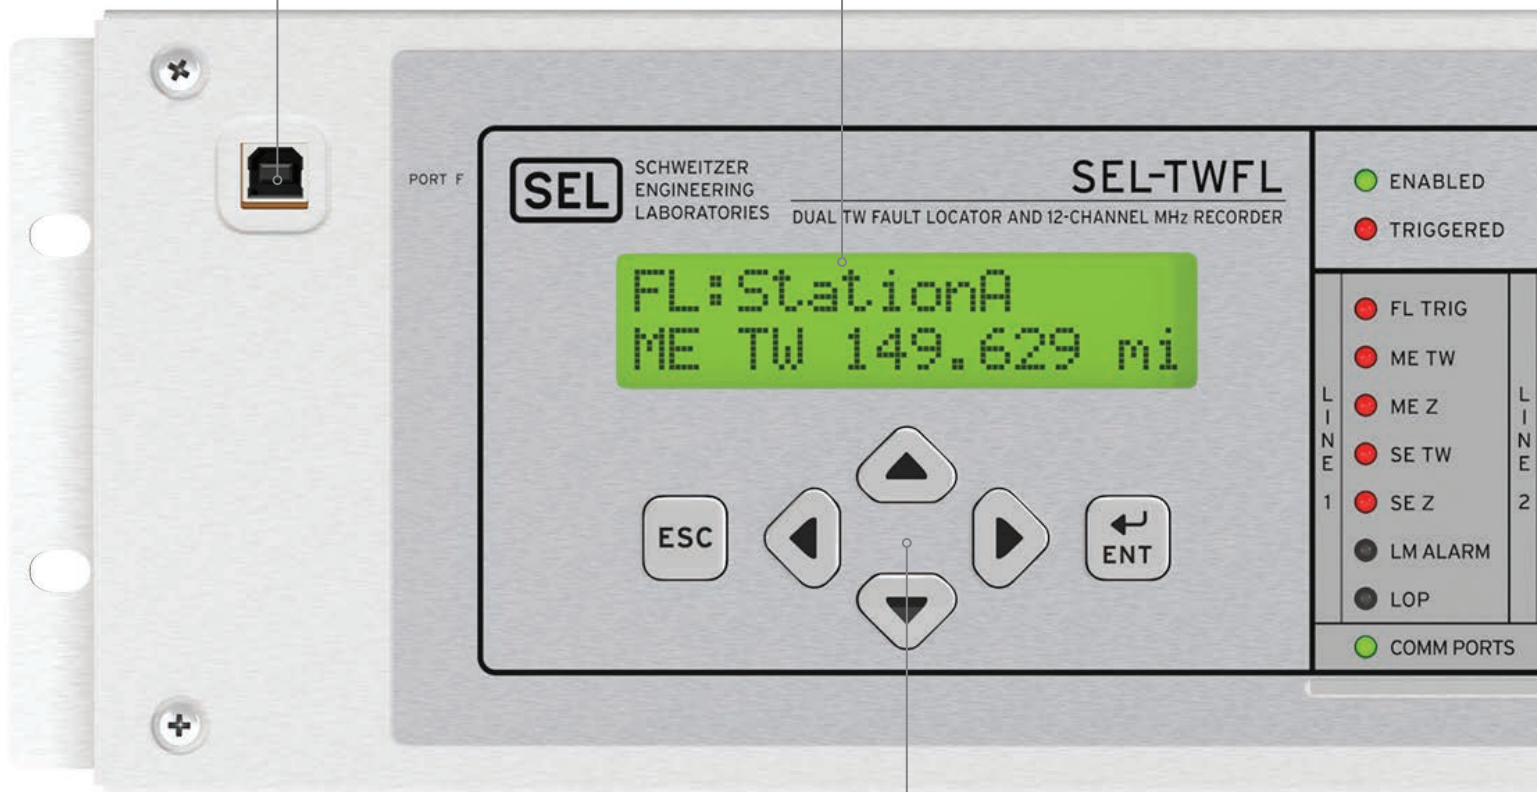 PORT F
SEL
SCHWEITZER
ENGINEERING
LABORATORIES
SEL-TWFL
DUAL TW FAULT LOCATOR AND 12-CHANNEL MHz RECORDER
FL:StationA
ME TW 149.629 mi
ESC
ENT
ENABLED
TRIGGERED
LINE 1
FL TRIG
ME TW
ME Z
SE TW
SE Z
LM ALARM
LOP
LINE 2
COMM PORTS